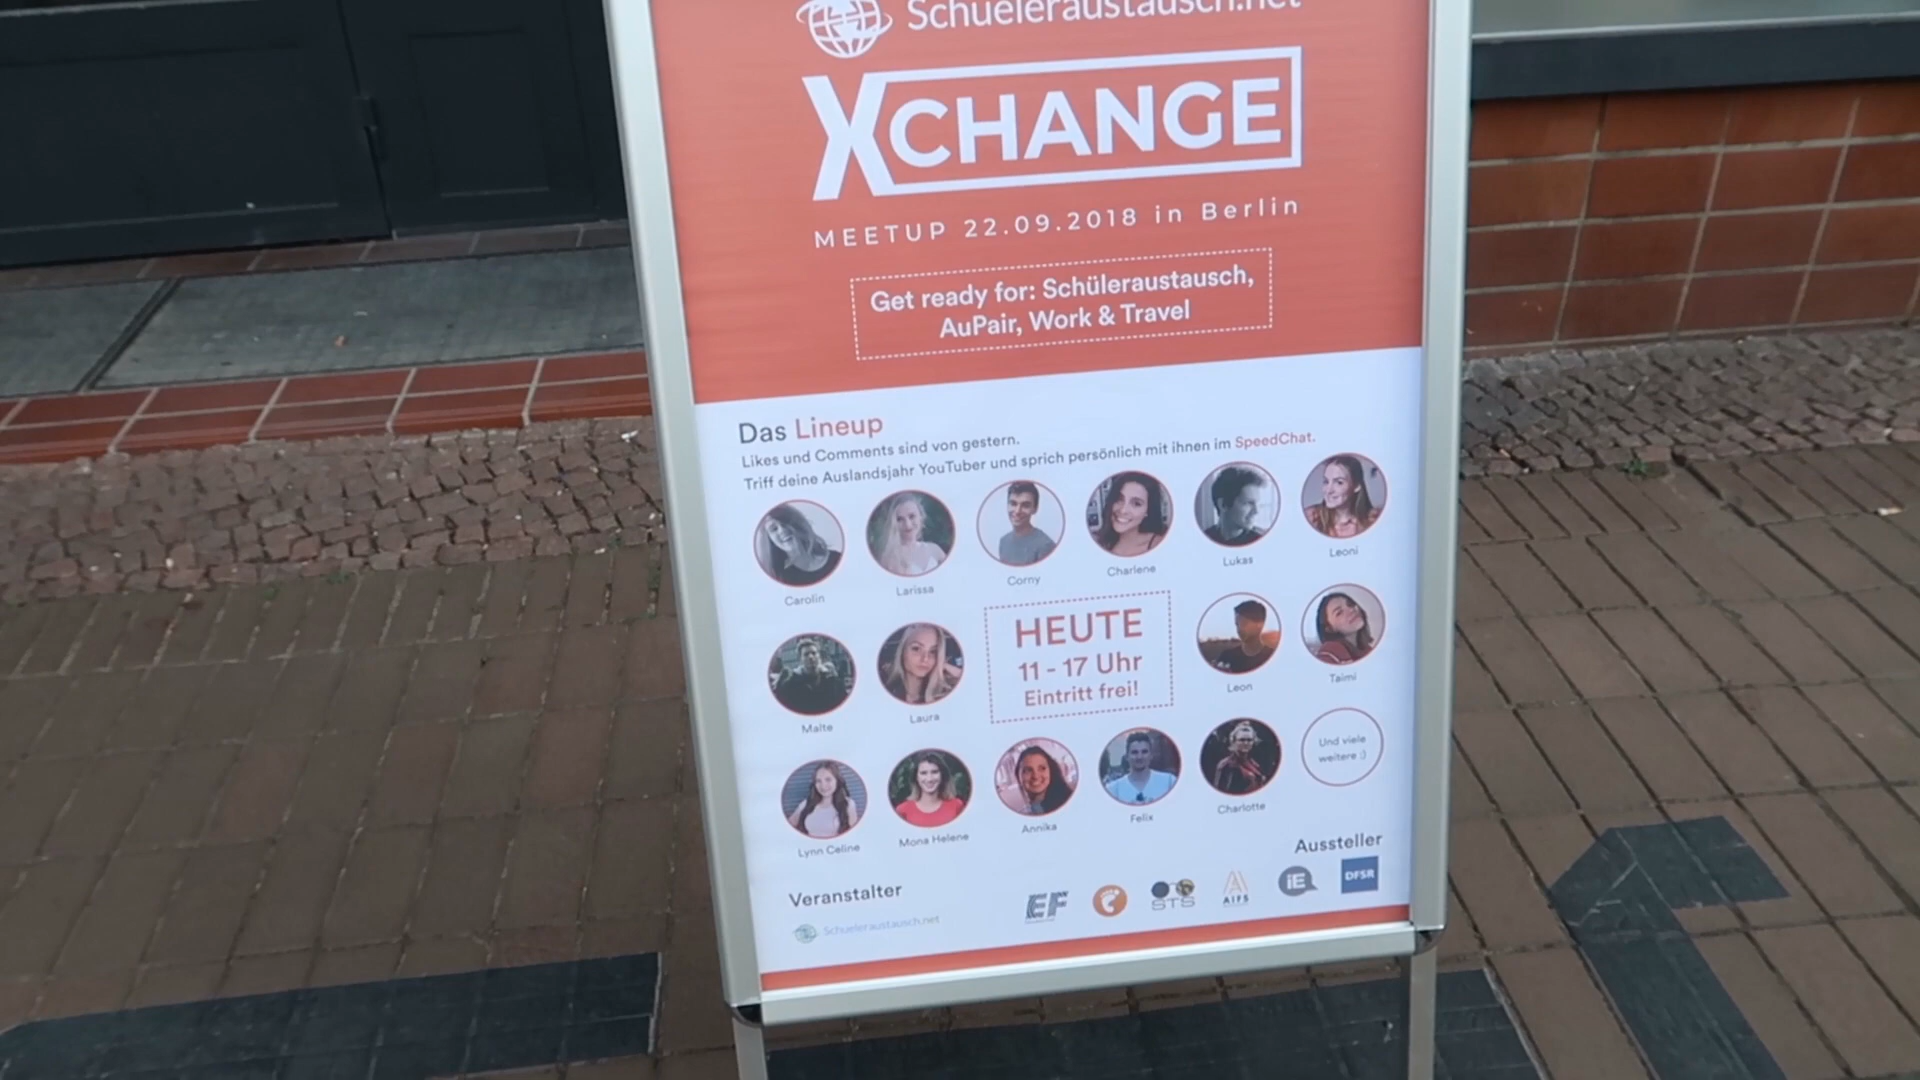 Schueleraustausch.net
XCHANGE
MEETUP 22.09.2018 in Berlin
Get ready for: Schüleraustausch,
AuPair, Work & Travel
Das Lineup
Likes und Comments sind von gestern.
Triff deine Auslandsjahr YouTuber und sprich persönlich mit ihnen im SpeedChat.
Carolin
Larissa
Corny
Charlene
Lukas
Leoni
Malte
Laura
HEUTE
11 - 17 Uhr
Eintritt frei!
Leon
Taimi
Lynn Celine
Mona Helene
Annika
Felix
Charlotte
Und viele
weitere :)
Veranstalter
Schueleraustausch.net
Aussteller
EF
STS
AIFS
iE
DFSR